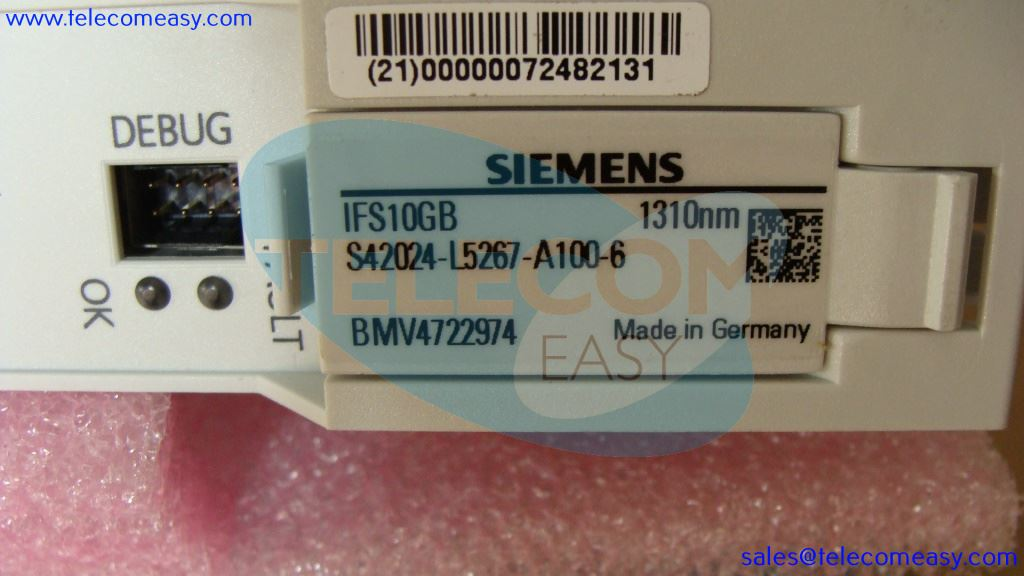 www.telecomeasy.com
(21)00000072482131
DEBUG
SIEMENS
IFS10GB 1310nm
S42024-L5267-A100-6
TELECOM
OK
BMV4722974 Made in Germany
EASY
sales@telecomeasy.com